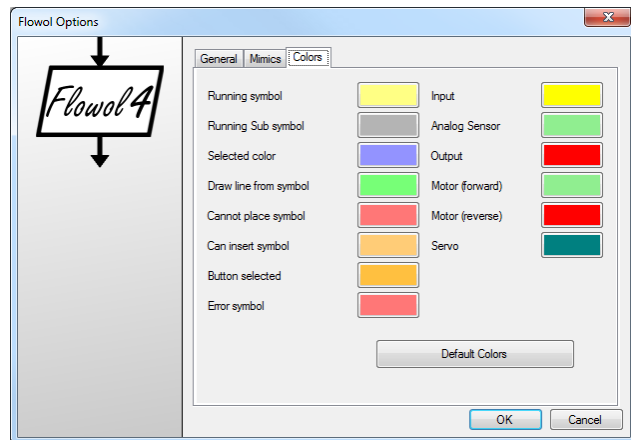 Flowol Options
Flowol 4
General Mimics Colors
Running symbol Input
Running Sub symbol Analog Sensor
Selected color Output
Draw line from symbol Motor (forward)
Cannot place symbol Motor (reverse)
Can insert symbol Servo
Button selected
Error symbol
Default Colors
OK Cancel